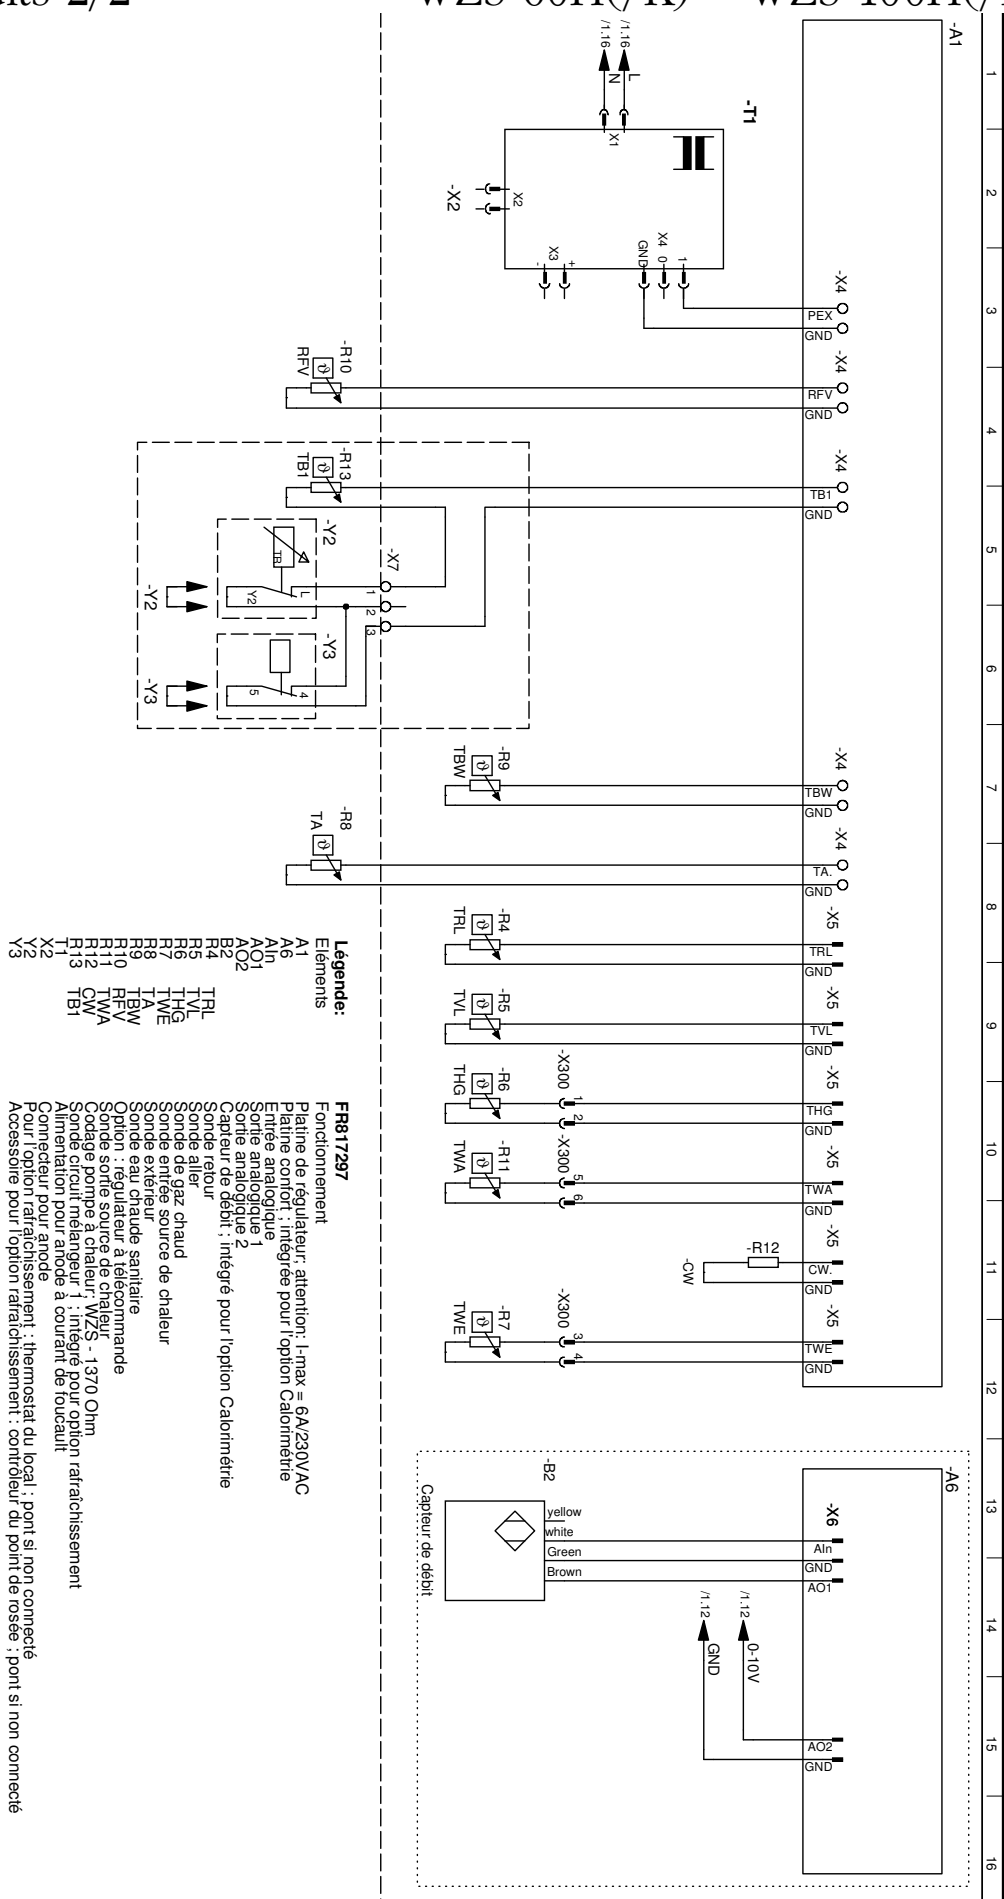 -A1
1
2
3
4
5
6
7
8
9
10
11
12
13
14
15
16
/1.16
/1.16
N
L
X1
-T1
X2
-X2
X3
-
+
X4
GND
0
1
-X4
PEX
GND
-X4
RFV
GND
-R10
RFV
ϑ
-X4
TB1
GND
-R13
TB1
ϑ
-Y2
TR
Y2
L
-Y2
-X7
1
2
3
-Y3
5
4
-Y3
-X4
TBW
GND
-R9
TBW
ϑ
-X4
TA.
GND
-R8
TA
ϑ
-X5
TRL
GND
-R4
TRL
ϑ
-X5
TVL
GND
-R5
TVL
ϑ
-X5
THG
GND
-X300
1
2
-R6
THG
ϑ
-X5
TWA
GND
-X300
5
6
-R11
TWA
ϑ
-X5
CW.
GND
-R12
-CW
-X5
TWE
GND
-X300
3
4
-R7
TWE
ϑ
-A6
-X6
AIn
GND
AO1
-B2
yellow
white
Green
Brown
Capteur de débit
/1.12
0-10V
/1.12
GND
AO2
GND
Légende: FR817297
Eléments Fonctionnement
A1 Platine de régulateur; attention: I-max = 6A/230VAC
A6 Platine confort ; intégrée pour l'option Calorimétrie
AIn Entrée analogique
AO1 Sortie analogique 1
AO2 Sortie analogique 2
B2 Capteur de débit ; intégré pour l'option Calorimétrie
R4 TRL Sonde retour
R5 TVL Sonde aller
R6 THG Sonde de gaz chaud
R7 TWE Sonde entrée source de chaleur
R8 TA Sonde extérieur
R9 TBW Sonde eau chaude sanitaire
R10 RFV Option : régulateur à télécommande
R11 TWA Sonde sortie source de chaleur
R12 CW Codage pompe à chaleur; WZS - 1370 Ohm
R13 TB1 Sonde circuit mélangeur 1 ; intégré pour option rafraîchissement
T1 Alimentation pour anode à courant de foucault
X2 Connecteur pour anode
Y2 Pour l'option rafraîchissement : thermostat du local ; pont si non connecté
Y3 Accessoire pour l'option rafraîchissement : contrôleur du point de rosée ; pont si non connecté